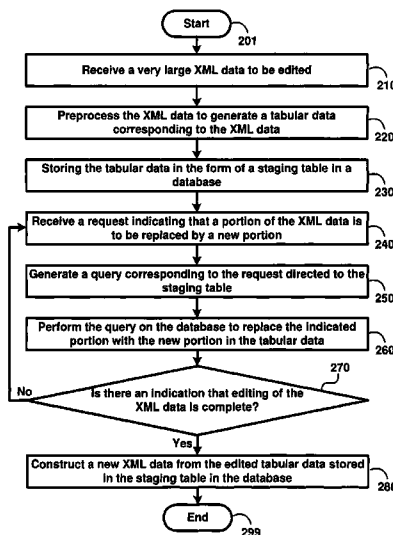 Start
201
Receive a very large XML data to be edited
210
Preprocess the XML data to generate a tabular data
corresponding to the XML data
220
Storing the tabular data in the form of a staging table in a
database
230
Receive a request indicating that a portion of the XML data is
to be replaced by a new portion
240
Generate a query corresponding to the request directed to the
staging table
250
Perform the query on the database to replace the indicated
portion with the new portion in the tabular data
260
270
No
Is there an indication that editing of the
XML data is complete?
Yes
Construct a new XML data from the edited tabular data stored
in the staging table in the database
280
End
299